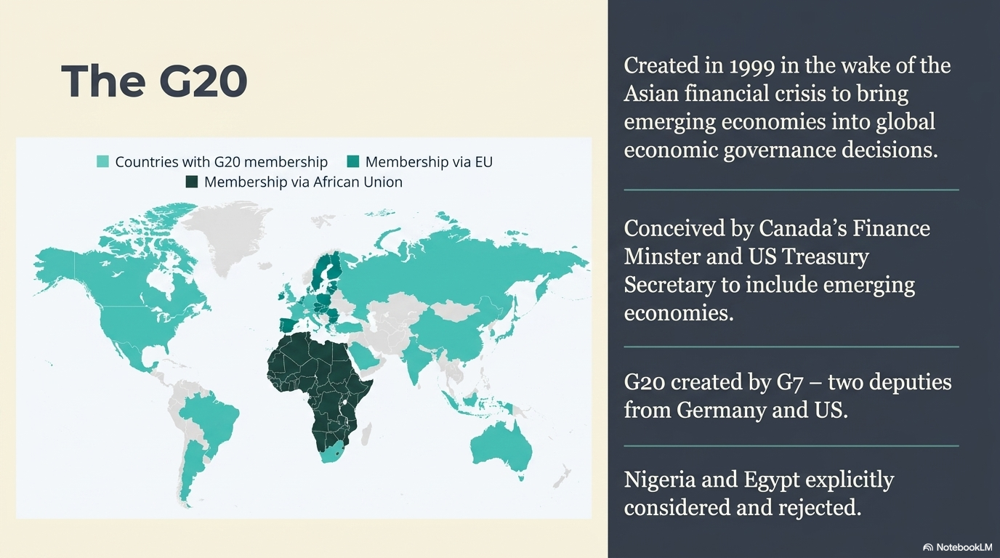 The G20
Countries with G20 membership
Membership via EU
Membership via African Union
Created in 1999 in the wake of the
Asian financial crisis to bring
emerging economies into global
economic governance decisions.
Conceived by Canada’s Finance
Minster and US Treasury
Secretary to include emerging
economies.
G20 created by G7 – two deputies
from Germany and US.
Nigeria and Egypt explicitly
considered and rejected.
NotebookLM